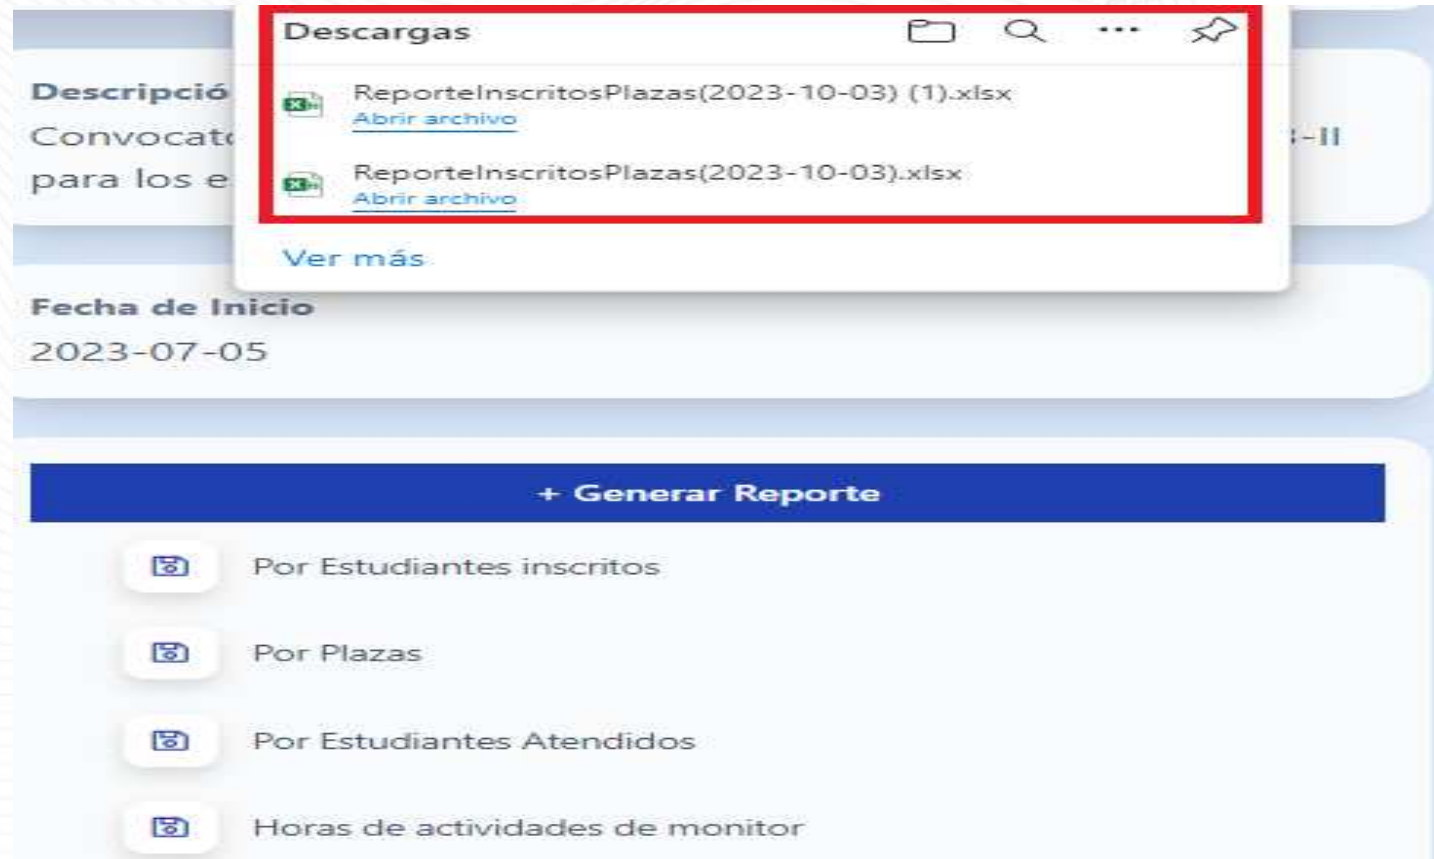 Descargas
ReporteInscritosPlazas(2023-10-03) (1).xlsx
Abrir archivo
ReporteInscritosPlazas(2023-10-03).xlsx
Abrir archivo
Ver más
Descripció
Convocat
-II
para los e
Fecha de Inicio
2023-07-05
+ Generar Reporte
Por Estudiantes inscritos
Por Plazas
Por Estudiantes Atendidos
Horas de actividades de monitor